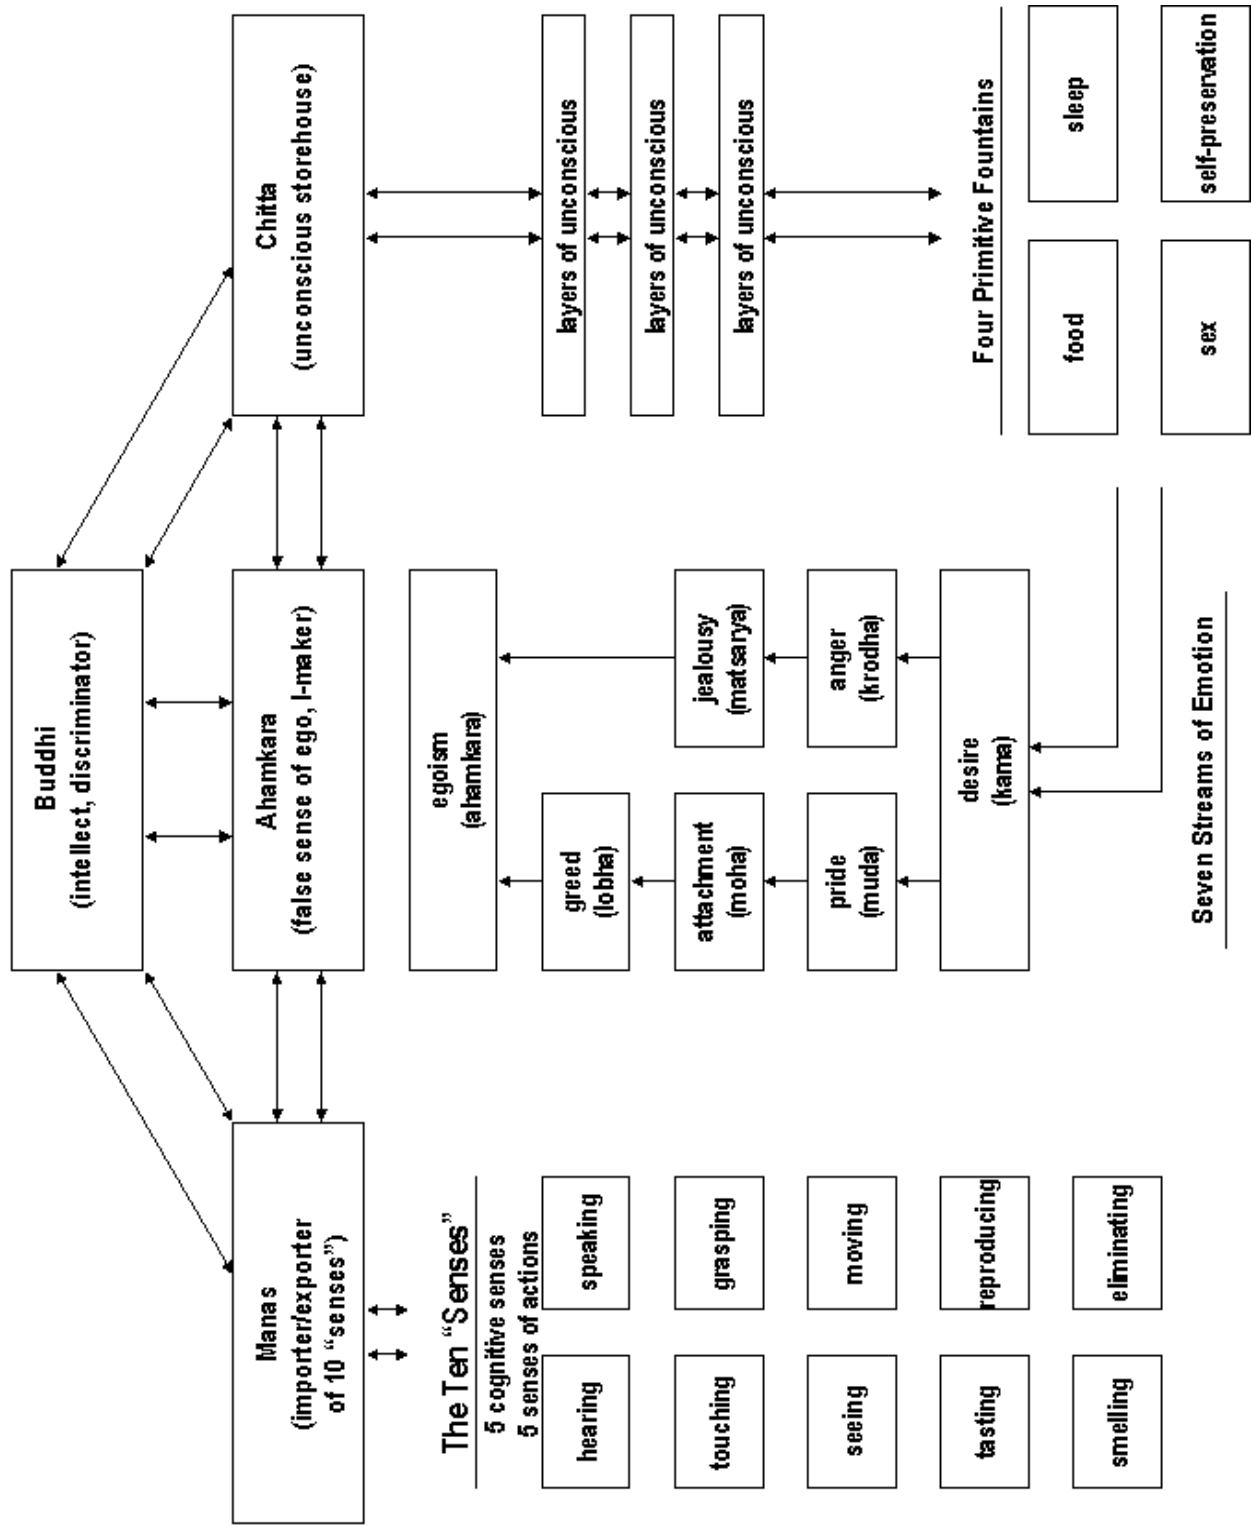 Buddhi
(intellect, discriminator)
Manas
(importer/exporter
of 10 “senses”)
Ahamkara
(false sense of ego, I-maker)
Chitta
(unconscious storehouse)
The Ten “Senses”
5 cognitive senses
5 senses of actions
hearing
speaking
touching
grasping
seeing
moving
tasting
reproducing
smelling
eliminating
egoism
(ahamkara)
greed
(lobha)
attachment
(moha)
jealousy
(matsarya)
pride
(muda)
anger
(krodha)
desire
(kama)
Seven Streams of Emotion
layers of unconscious
layers of unconscious
layers of unconscious
Four Primitive Fountains
food
sleep
sex
self-preservation